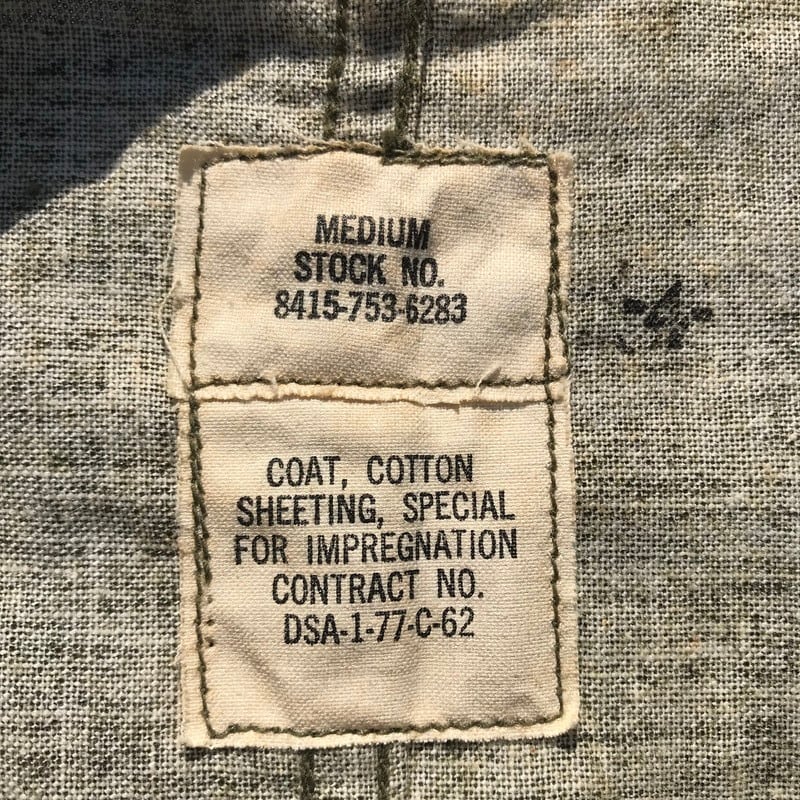 MEDIUM
STOCK NO.
8415-753-6283
COAT, COTTON
SHEETING, SPECIAL
FOR IMPREGNATION
CONTRACT NO.
DSA-1-77-C-62